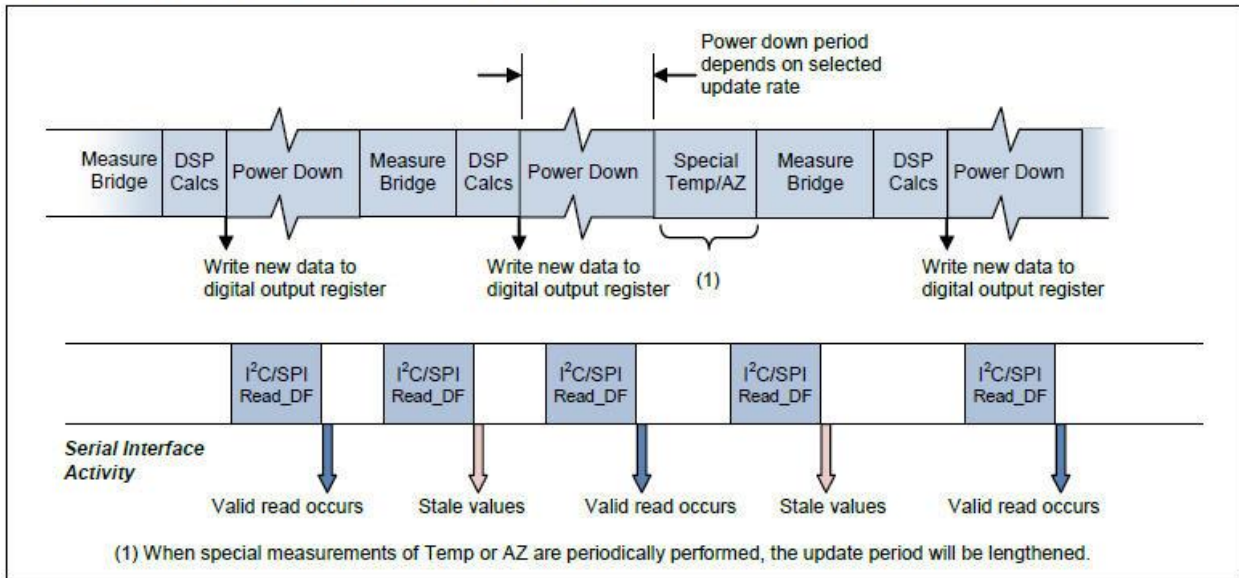 Power down period
depends on selected
update rate
Measure
Bridge
DSP
Calcs
Power Down
Measure
Bridge
DSP
Calcs
Power Down
Special
Temp/AZ
Measure
Bridge
DSP
Calcs
Power Down
Write new data to
digital output register
Write new data to
digital output register
(1)
Write new data to
digital output register
I²C/SPI
Read_DF
I²C/SPI
Read_DF
I²C/SPI
Read_DF
I²C/SPI
Read_DF
I²C/SPI
Read_DF
Serial Interface
Activity
Valid read occurs
Stale values
Valid read occurs
Stale values
Valid read occurs
(1) When special measurements of Temp or AZ are periodically performed, the update period will be lengthened.